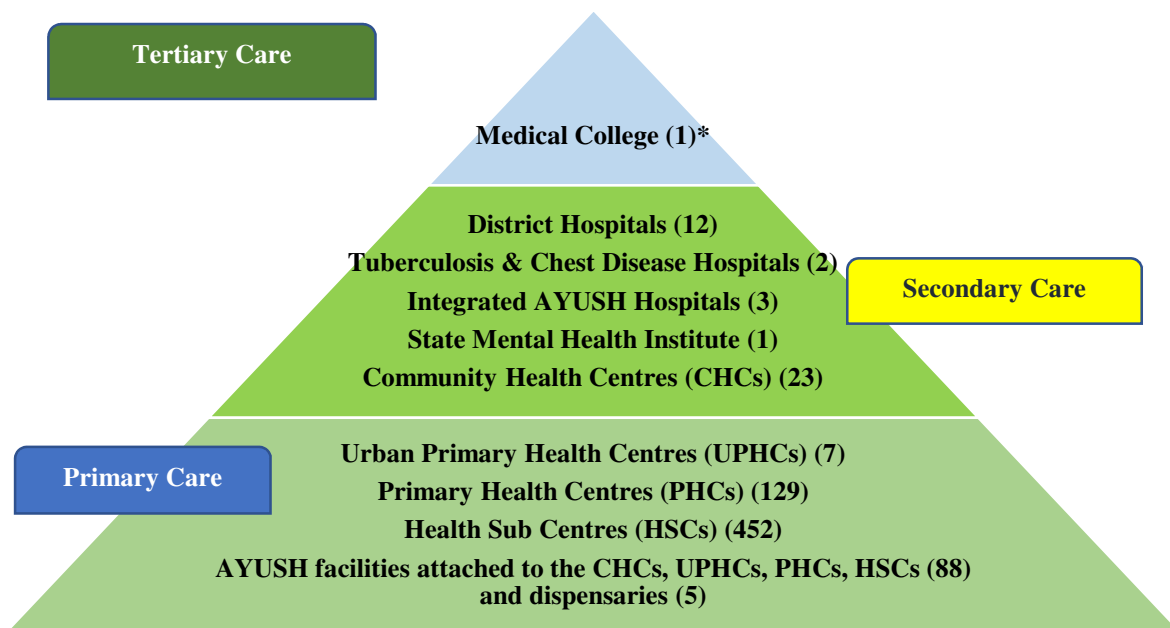 Tertiary Care
Medical College (1)*
District Hospitals (12)
Tuberculosis & Chest Disease Hospitals (2)
Integrated AYUSH Hospitals (3)
State Mental Health Institute (1)
Community Health Centres (CHCs) (23)
Secondary Care
Primary Care
Urban Primary Health Centres (UPHCs) (7)
Primary Health Centres (PHCs) (129)
Health Sub Centres (HSCs) (452)
AYUSH facilities attached to the CHCs, UPHCs, PHCs, HSCs (88)
and dispensaries (5)